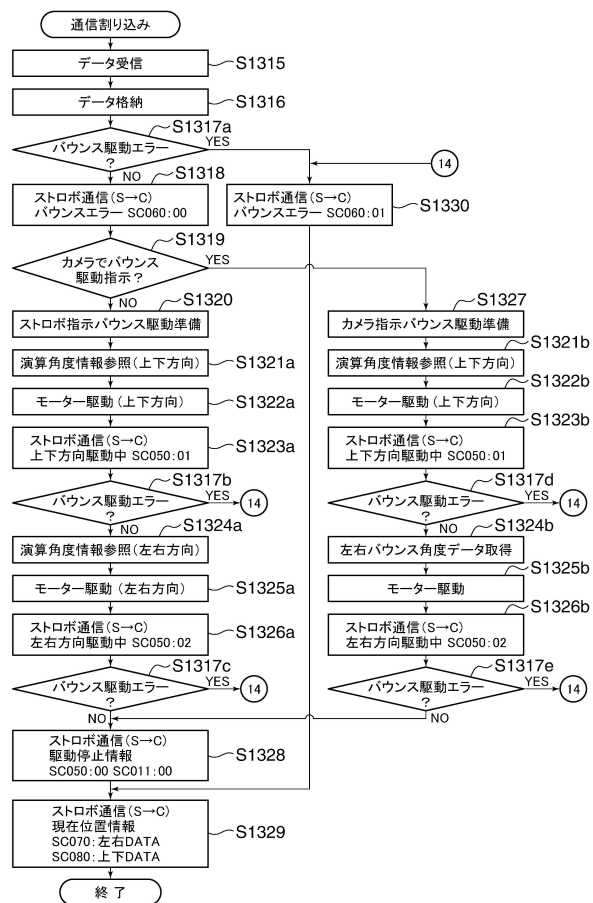 通信割り込み
データ受信
S1315
データ格納
S1316
バウンス駆動エラー
?
S1317a
YES
NO
14
ストロボ通信(S→C)
バウンスエラー SC060:00
S1318
ストロボ通信(S→C)
バウンスエラー SC060:01
S1330
カメラでバウンス
駆動指示?
S1319
YES
NO
ストロボ指示バウンス駆動準備
S1320
演算角度情報参照(上下方向)
S1321a
モーター駆動(上下方向)
S1322a
ストロボ通信(S→C)
上下方向駆動中 SC050:01
S1323a
バウンス駆動エラー
?
S1317b
YES
14
NO
演算角度情報参照(左右方向)
S1324a
モーター駆動(左右方向)
S1325a
ストロボ通信(S→C)
左右方向駆動中 SC050:02
S1326a
バウンス駆動エラー
?
S1317c
YES
14
NO
カメラ指示バウンス駆動準備
S1327
演算角度情報参照(上下方向)
S1321b
モーター駆動(上下方向)
S1322b
ストロボ通信(S→C)
上下方向駆動中 SC050:01
S1323b
バウンス駆動エラー
?
S1317d
YES
14
NO
左右バウンス角度データ取得
S1324b
モーター駆動
S1325b
ストロボ通信(S→C)
左右方向駆動中 SC050:02
S1326b
バウンス駆動エラー
?
S1317e
YES
14
NO
ストロボ通信(S→C)
駆動停止情報
SC050:00 SC011:00
S1328
ストロボ通信(S→C)
現在位置情報
SC070:左右DATA
SC080:上下DATA
S1329
終了